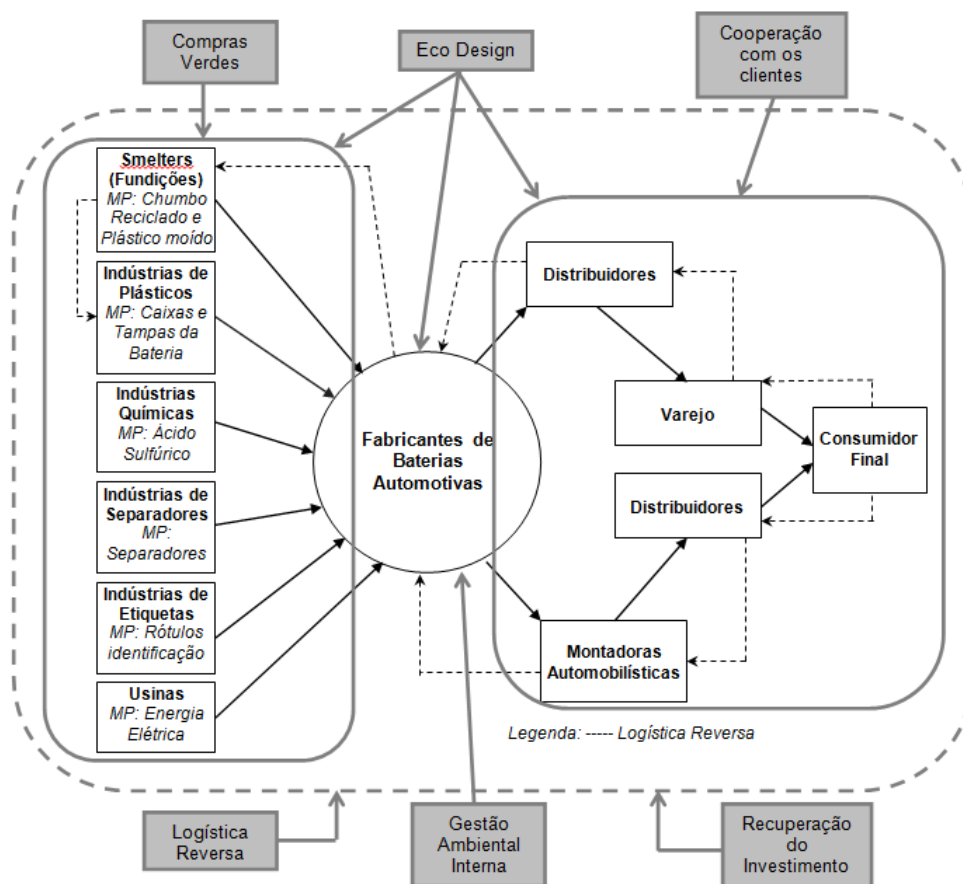 Compras
Verdes
Eco Design
Cooperação
com os
clientes
Smelters
(Fundições)
MP: Chumbo
Reciclado e
Plástico moído
Indústrias de
Plásticos
MP: Caixas e
Tampas da
Bateria
Indústrias
Químicas
MP: Ácido
Sulfúrico
Indústrias de
Separadores
MP:
Separadores
Indústrias de
Etiquetas
MP: Rótulos
identificação
Usinas
MP: Energia
Elétrica
Fabricantes de
Baterias
Automotivas
Distribuidores
Varejo
Consumidor
Final
Distribuidores
Montadoras
Automobilísticas
Legenda: ----- Logística Reversa
Logística
Reversa
Gestão
Ambiental
Interna
Recuperação
do
Investimento